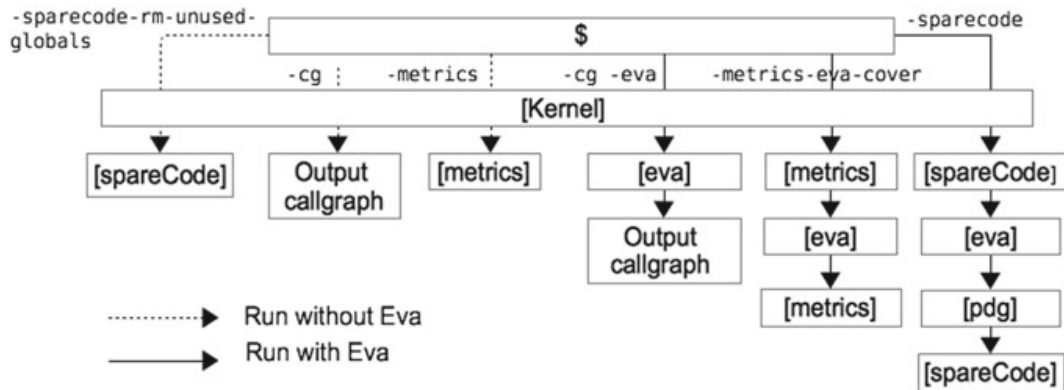 -sparecode-rm-unused-
globals
$
-sparecode
-cg
-metrics
-cg -eva
-metrics-eva-cover
[Kernel]
[spareCode]
Output
callgraph
[metrics]
[eva]
[metrics]
[spareCode]
Output
callgraph
[eva]
[eva]
[metrics]
[pdg]
[spareCode]
Run without Eva
Run with Eva